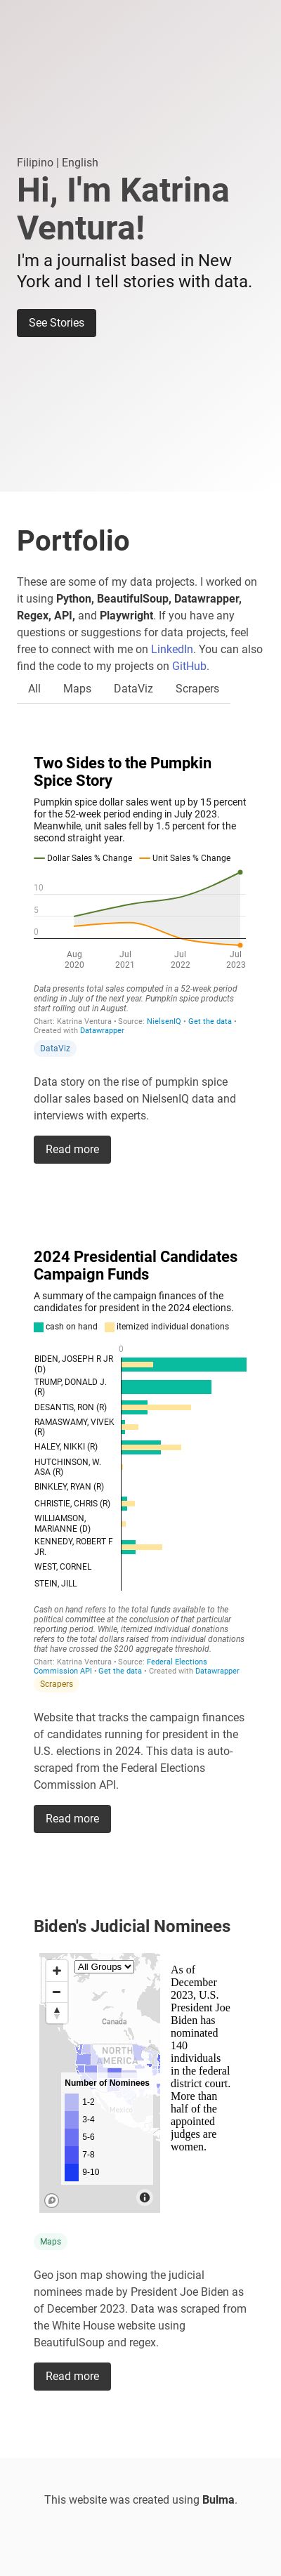 Filipino | English
Hi, I'm Katrina
Ventura!
I'm a journalist based in New
York and I tell stories with data.
See Stories
Portfolio
These are some of my data projects. I worked on
it using Python, BeautifulSoup, Datawrapper,
Regex, API, and Playwright. If you have any
questions or suggestions for data projects, feel
free to connect with me on LinkedIn. You can also
find the code to my projects on GitHub.
All Maps DataViz Scrapers
Two Sides to the Pumpkin
Spice Story
Pumpkin spice dollar sales went up by 15 percent
for the 52-week period ending in July 2023.
Meanwhile, unit sales fell by 1.5 percent for the
second straight year.
Dollar Sales % Change Unit Sales % Change
10
5
0
Aug Jul Jul Jul
2020 2021 2022 2023
Data presents total sales computed in a 52-week period
ending in July of the next year. Pumpkin spice products
start rolling out in August.
Chart: Katrina Ventura • Source: NielsenIQ • Get the data •
Created with Datawrapper
DataViz
Data story on the rise of pumpkin spice
dollar sales based on NielsenIQ data and
interviews with experts.
Read more
2024 Presidential Candidates
Campaign Funds
A summary of the campaign finances of the
candidates for president in the 2024 elections.
cash on hand itemized individual donations
0
BIDEN, JOSEPH R JR
(D)
TRUMP, DONALD J.
(R)
DESANTIS, RON (R)
RAMASWAMY, VIVEK
(R)
HALEY, NIKKI (R)
HUTCHINSON, W.
ASA (R)
BINKLEY, RYAN (R)
CHRISTIE, CHRIS (R)
WILLIAMSON,
MARIANNE (D)
KENNEDY, ROBERT F
JR.
WEST, CORNEL
STEIN, JILL
Cash on hand refers to the total funds available to the
political committee at the conclusion of that particular
reporting period. While, itemized individual donations
refers to the total dollars raised from individual donations
that have crossed the $200 aggregate threshold.
Chart: Katrina Ventura • Source: Federal Elections
Commission API • Get the data • Created with Datawrapper
Scrapers
Website that tracks the campaign finances
of candidates running for president in the
U.S. elections in 2024. This data is auto-
scraped from the Federal Elections
Commission API.
Read more
Biden's Judicial Nominees
All Groups
Canada
NORTH
AMERICA
Mexico
Number of Nominees
1-2
3-4
5-6
7-8
9-10
As of
December
2023, U.S.
President Joe
Biden has
nominated
140
individuals
in the federal
district court.
More than
half of the
appointed
judges are
women.
Maps
Geo json map showing the judicial
nominees made by President Joe Biden as
of December 2023. Data was scraped from
the White House website using
BeautifulSoup and regex.
Read more
This website was created using Bulma.